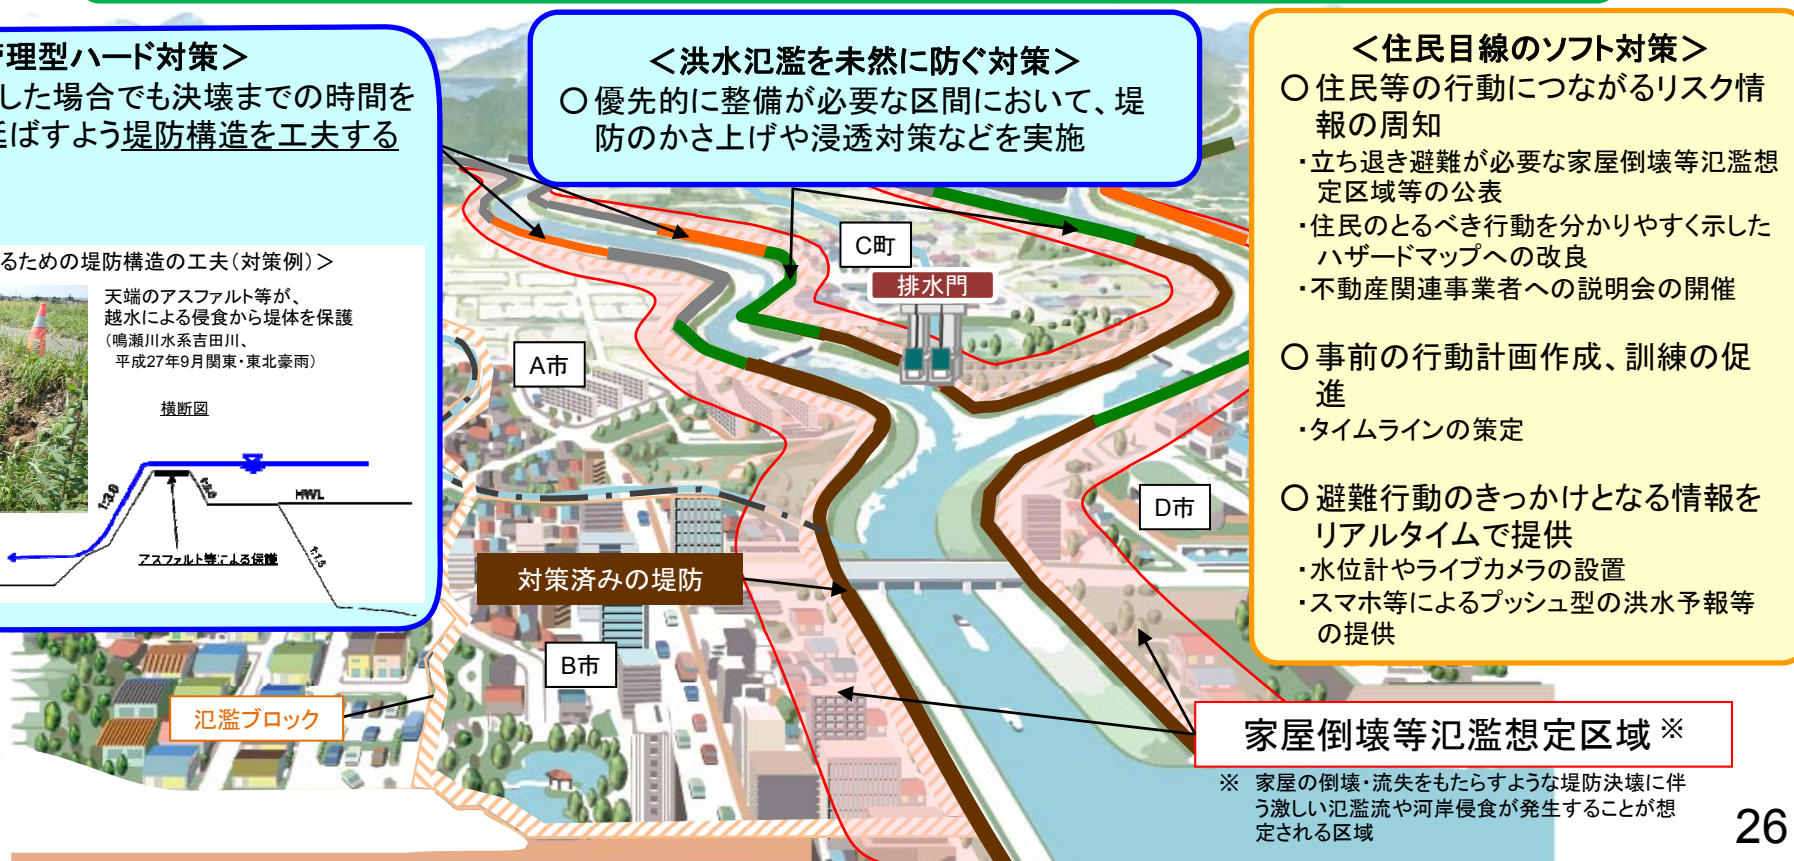 理型ハード対策＞
した場合でも決壊までの時間を
延ばすよう堤防構造を工夫する
るための堤防構造の工夫(対策例)＞
天端のアスファルト等が、
越水による侵食から堤体を保護
(鳴瀬川水系吉田川、
平成27年9月関東・東北豪雨)
横断図
1:3.0
HWL
1:1.5
アスファルト等による保護
＜洪水氾濫を未然に防ぐ対策＞
○優先的に整備が必要な区間において、堤
防のかさ上げや浸透対策などを実施
＜住民目線のソフト対策＞
○住民等の行動につながるリスク情
報の周知
・立ち退き避難が必要な家屋倒壊等氾濫想
定区域等の公表
・住民のとるべき行動を分かりやすく示した
ハザードマップへの改良
・不動産関連事業者への説明会の開催
○事前の行動計画作成、訓練の促
進
・タイムラインの策定
○避難行動のきっかけとなる情報を
リアルタイムで提供
・水位計やライブカメラの設置
・スマホ等によるプッシュ型の洪水予報等
の提供
C町
排水門
A市
D市
対策済みの堤防
B市
氾濫ブロック
家屋倒壊等氾濫想定区域※
※ 家屋の倒壊・流失をもたらすような堤防決壊に伴
う激しい氾濫流や河岸侵食が発生することが想
定される区域
26